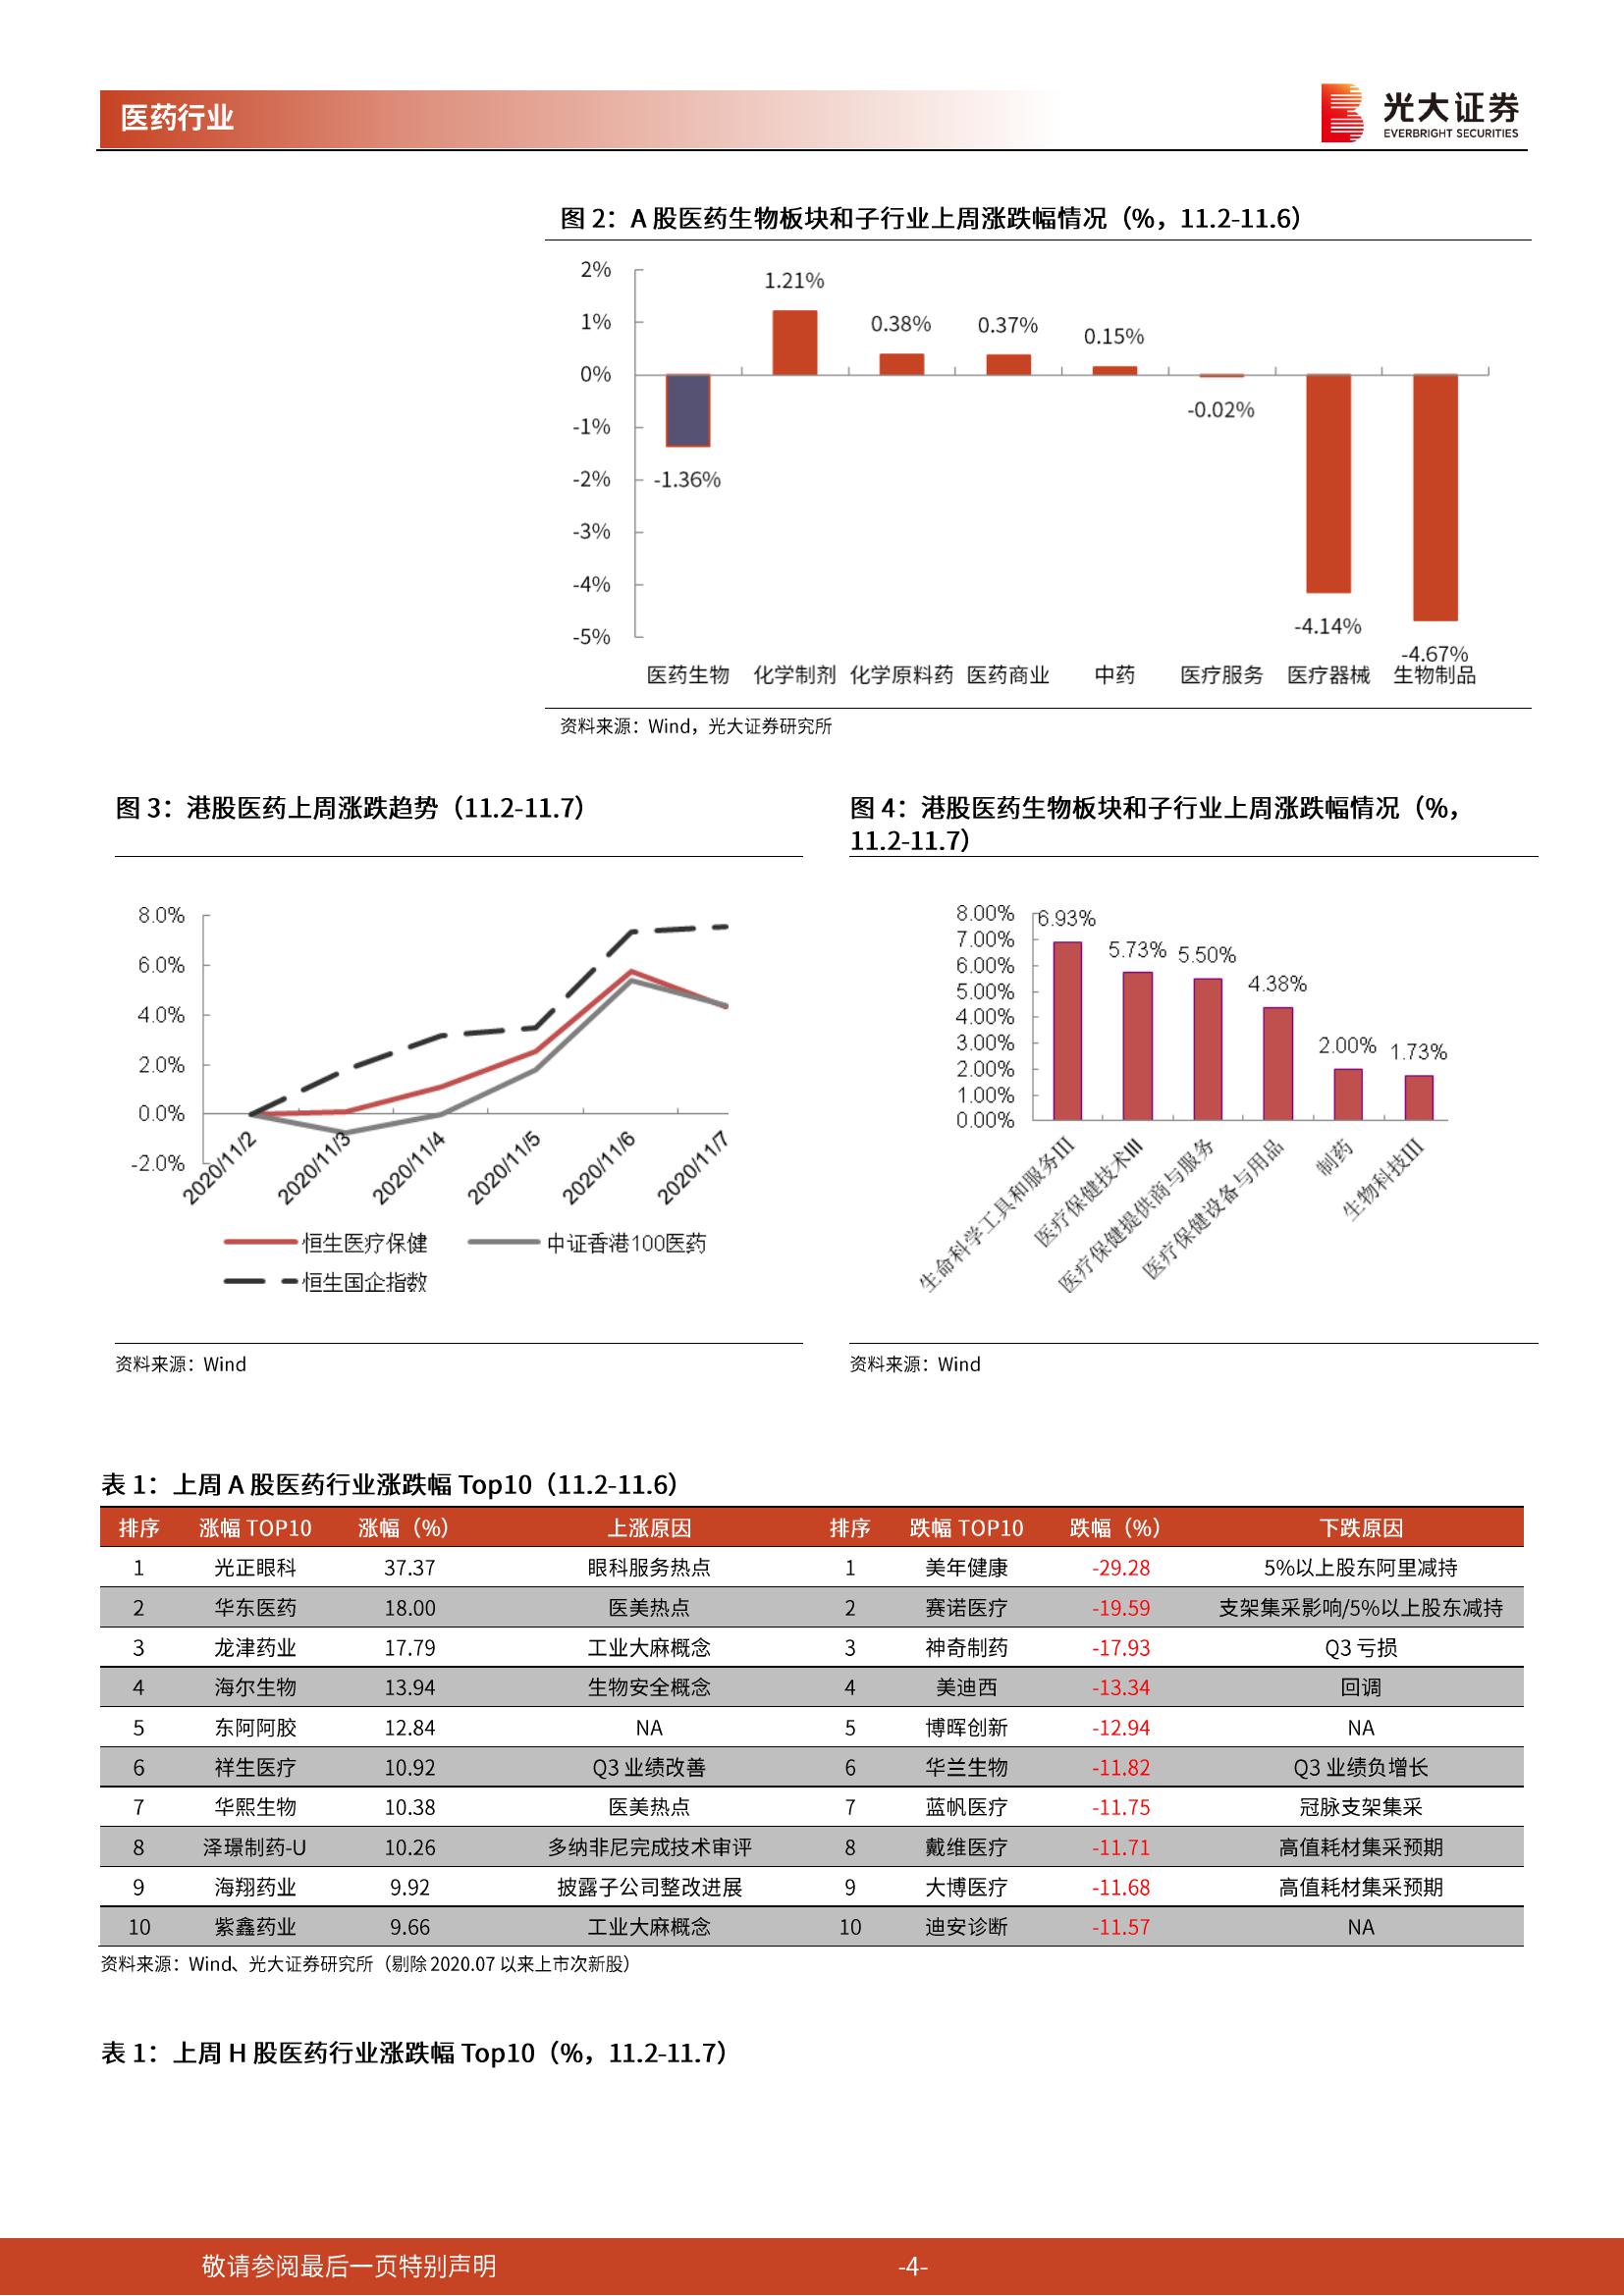 医药行业
光大证券
EVERBRIGHT SECURITIES
图 2：A 股医药生物板块和子行业上周涨跌幅情况（%，11.2-11.6）
2%
1%
0%
-1%
-2%
-3%
-4%
-5%
-1.36%
1.21%
0.38%
0.37%
0.15%
-0.02%
-4.14%
-4.67%
医药生物 化学制剂 化学原料药 医药商业 中药 医疗服务 医疗器械 生物制品
资料来源：Wind，光大证券研究所
图 3：港股医药上周涨跌趋势（11.2-11.7）
8.0%
6.0%
4.0%
2.0%
0.0%
-2.0%
2020/11/2 2020/11/3 2020/11/4 2020/11/5 2020/11/6 2020/11/7
恒生医疗保健 中证香港100医药
恒生国企指数
资料来源：Wind
图 4：港股医药生物板块和子行业上周涨跌幅情况（%，
11.2-11.7）
8.00%
7.00%
6.00%
5.00%
4.00%
3.00%
2.00%
1.00%
0.00%
6.93%
5.73%
5.50%
4.38%
2.00%
1.73%
生命科学工具和服务III
医疗保健技术III
医疗保健提供商与服务
医疗保健设备与用品
制药
生物科技III
资料来源：Wind
表 1：上周 A 股医药行业涨跌幅 Top10（11.2-11.6）
排序 涨幅 TOP10 涨幅（%） 上涨原因 排序 跌幅 TOP10 跌幅（%） 下跌原因
1 光正眼科 37.37 眼科服务热点 1 美年健康 -29.28 5%以上股东阿里减持
2 华东医药 18.00 医美热点 2 赛诺医疗 -19.59 支架集采影响/5%以上股东减持
3 龙津药业 17.79 工业大麻概念 3 神奇制药 -17.93 Q3 亏损
4 海尔生物 13.94 生物安全概念 4 美迪西 -13.34 回调
5 东阿阿胶 12.84 NA 5 博晖创新 -12.94 NA
6 祥生医疗 10.92 Q3 业绩改善 6 华兰生物 -11.82 Q3 业绩负增长
7 华熙生物 10.38 医美热点 7 蓝帆医疗 -11.75 冠脉支架集采
8 泽璟制药-U 10.26 多纳非尼完成技术审评 8 戴维医疗 -11.71 高值耗材集采预期
9 海翔药业 9.92 披露子公司整改进展 9 大博医疗 -11.68 高值耗材集采预期
10 紫鑫药业 9.66 工业大麻概念 10 迪安诊断 -11.57 NA
资料来源：Wind、光大证券研究所（剔除 2020.07 以来上市次新股）
表 1：上周 H 股医药行业涨跌幅 Top10（%，11.2-11.7）
敬请参阅最后一页特别声明 -4-